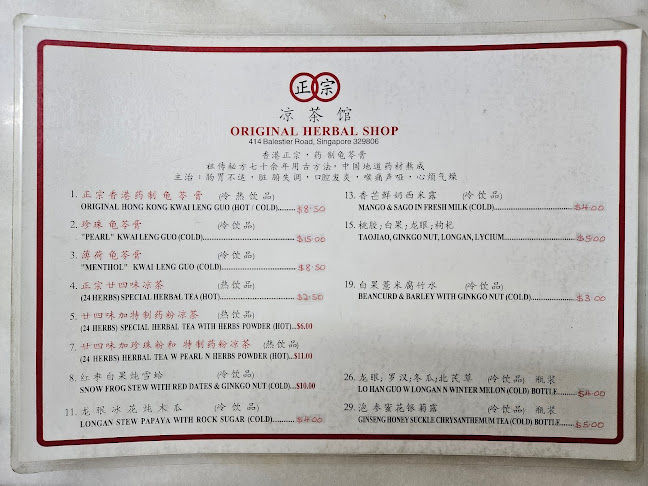 正宗
凉茶馆
ORIGINAL HERBAL SHOP
414 Balestier Road, Singapore 329806
香港正宗，药制龟苓膏
祖传秘方七十余年用古方法，中国地道药材熬成
主治：肠胃不适，脏腑失调，口腔发炎，喉痛声哑，心烦气燥
1. 正宗香港药制龟苓膏 (冷热饮品)
ORIGINAL HONG KONG KWAI LENG GUO (HOT / COLD)........$8.50
2. 珍珠龟苓膏 (冷饮品)
"PEARL" KWAI LENG GUO (COLD)........$15.00
3. 薄荷龟苓膏 (冷饮品)
"MENTHOL" KWAI LENG GUO (COLD)........$8.50
4. 正宗廿四味凉茶 (热饮品)
(24 HERBS) SPECIAL HERBAL TEA (HOT)........$2.50
5. 廿四味加特制药粉凉茶 (热饮品)
(24 HERBS) SPECIAL HERBAL TEA WITH HERBS POWDER (HOT)..$6.00
7. 廿四味加珍珠粉和 特制药粉凉茶 (热饮品)
(24 HERBS) HERBAL TEA W PEARL N HERBS POWDER (HOT)...$11.00
8. 红枣白果炖雪蛤 (冷饮品)
SNOW FROG STEW WITH RED DATES & GINKGO NUT (COLD)...$10.00
11. 龙眼冰花炖木瓜 (冷饮品)
LONGAN STEW PAPAYA WITH ROCK SUGAR (COLD)........$4.00
13. 香芒鲜奶西米露 (冷饮品)
MANGO & SAGO IN FRESH MILK (COLD)........$4.00
15. 桃胶;白果;龙眼;枸杞
TAOJIAO, GINKGO NUT, LONGAN, LYCIUM........$5.00
19. 白果薏米腐竹水 (冷饮品)
BEANCURD & BARLEY WITH GINKGO NUT (COLD)........$3.00
26. 龙眼;罗汉;冬瓜;北芪草 (冷饮品) 瓶装
LO HAN GUO W LONGAN N WINTER MELON (COLD) BOTTLE........$4.00
29. 泡参蜜花银菊露 (冷饮品) 瓶装
GINSENG HONEY SUCKLE CHRYSANTHEMUM TEA (COLD) BOTTLE........$5.00